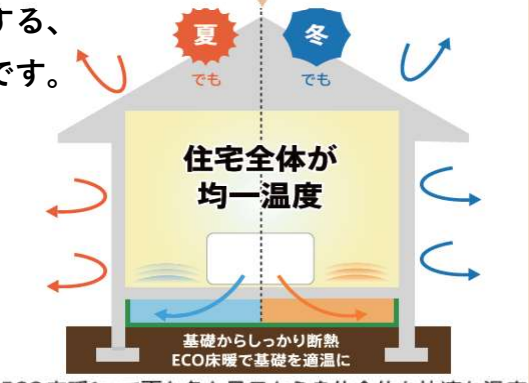 する、
です。
夏
でも
冬
でも
住宅全体が
均一温度
基礎からしっかり断熱
ECO床暖で基礎を適温に